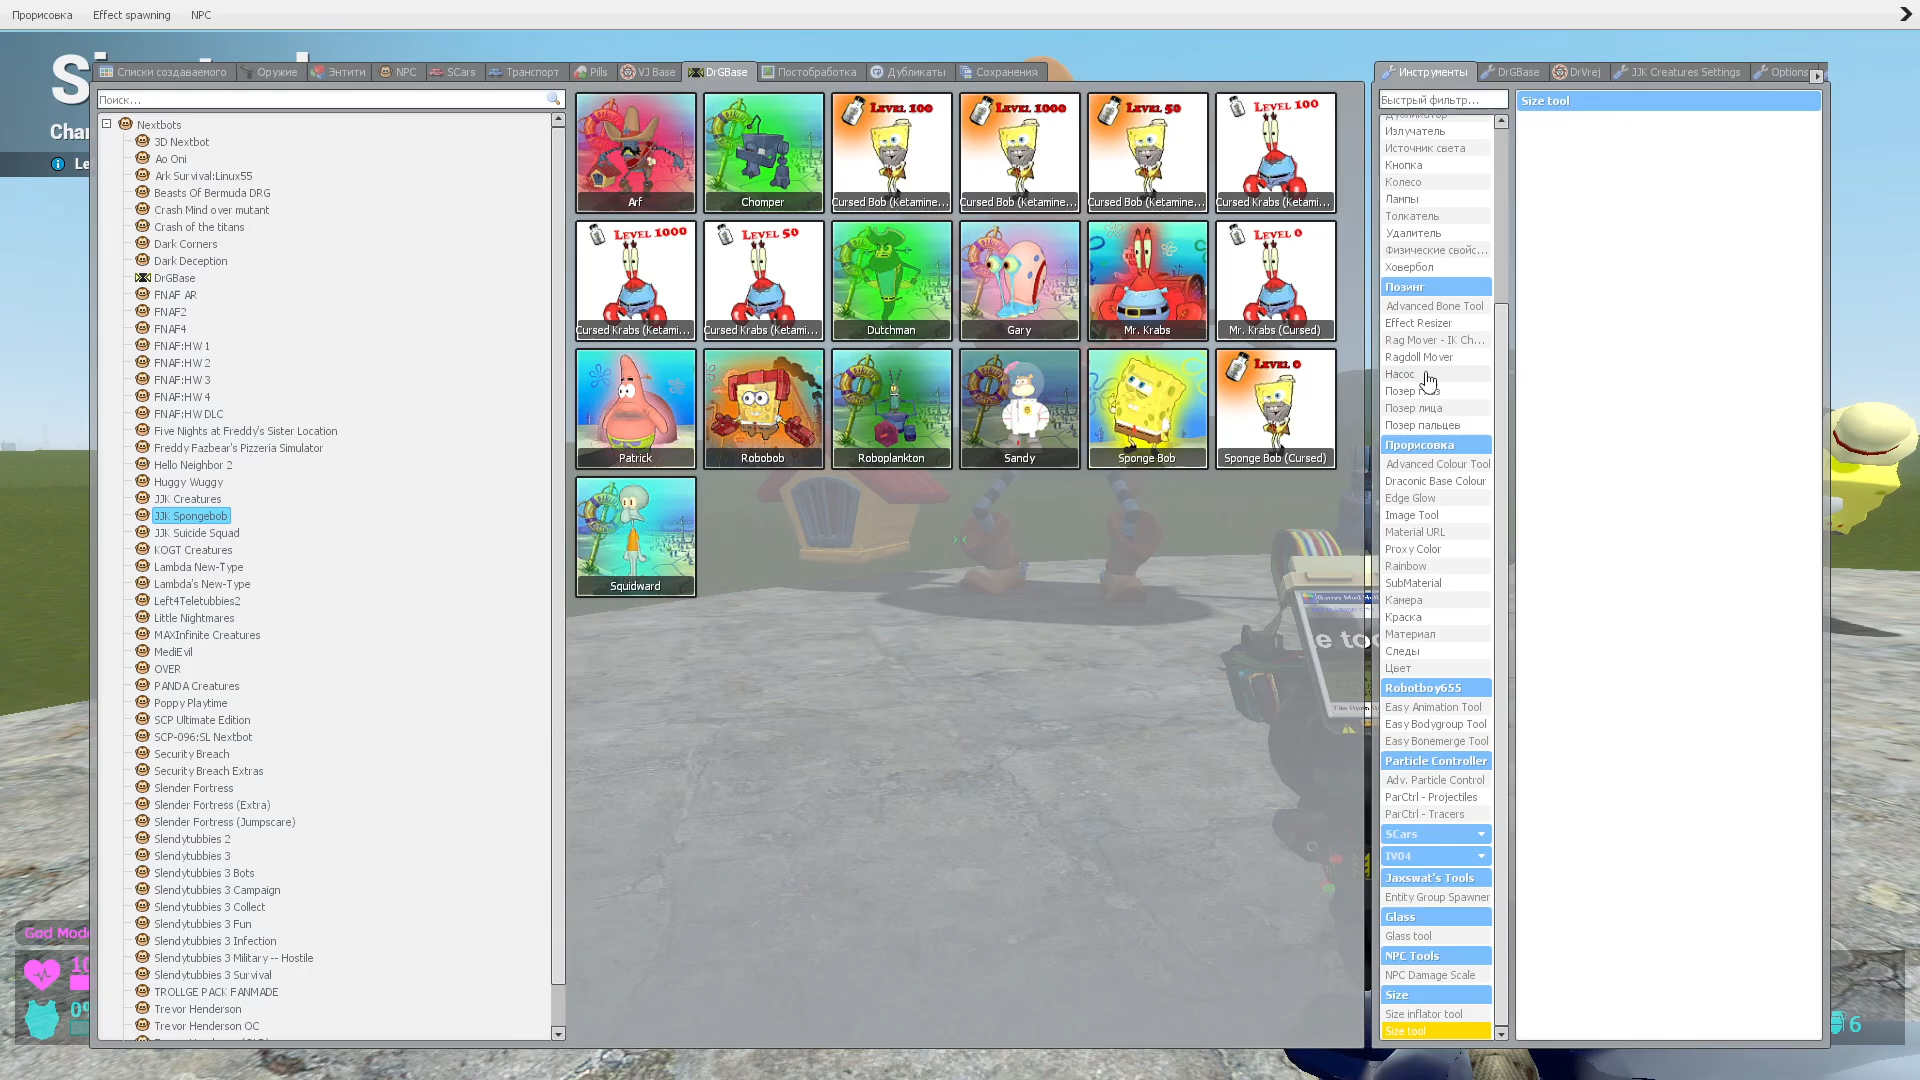 Прорисовка Effect spawning NPC
Списки создаваемого Оружие Энтити NPC SCars Транспорт Pills VJ Base DrGBase Постобработка Дубликаты Сохранения
Инструменты DrGBase DrVrej JJK Creatures Settings Options
Поиск...
Nextbots
3D Nextbot
Ao Oni
Ark Survival:Linux55
Beasts Of Bermuda DRG
Crash Mind over mutant
Crash of the titans
Dark Corners
Dark Deception
DrGBase
FNAF AR
FNAF2
FNAF4
FNAF:HW 1
FNAF:HW 2
FNAF:HW 3
FNAF:HW 4
FNAF:HW DLC
Five Nights at Freddy's Sister Location
Freddy Fazbear's Pizzeria Simulator
Hello Neighbor 2
Huggy Wuggy
JJK Creatures
JJK Spongebob
JJK Suicide Squad
KOGT Creatures
Lambda New-Type
Lambda's New-Type
Left4Teletubbies2
Little Nightmares
MAXInfinite Creatures
MediEvil
OVER
PANDA Creatures
Poppy Playtime
SCP Ultimate Edition
SCP-096:SL Nextbot
Security Breach
Security Breach Extras
Slender Fortress
Slender Fortress (Extra)
Slender Fortress (Jumpscare)
Slendytubbies 2
Slendytubbies 3
Slendytubbies 3 Bots
Slendytubbies 3 Campaign
Slendytubbies 3 Collect
Slendytubbies 3 Fun
Slendytubbies 3 Infection
Slendytubbies 3 Military -- Hostile
Slendytubbies 3 Survival
TROLLGE PACK FANMADE
Trevor Henderson
Trevor Henderson OC
LEVEL 100 LEVEL 1000 LEVEL 50 LEVEL 100
Arf Chomper Cursed Bob (Ketamine... Cursed Bob (Ketamine... Cursed Bob (Ketamine... Cursed Krabs (Ketami...
LEVEL 1000 LEVEL 50 LEVEL 0
Cursed Krabs (Ketami... Cursed Krabs (Ketami... Dutchman Gary Mr. Krabs Mr. Krabs (Cursed)
LEVEL 0
Patrick Robobob Roboplankton Sandy Sponge Bob Sponge Bob (Cursed)
Squidward
Быстрый фильтр...
Излучатель
Источник света
Кнопка
Колесо
Лампы
Толкатель
Удалитель
Физические свойс...
Ховербол
Позинг
Advanced Bone Tool
Effect Resizer
Rag Mover - IK Ch...
Ragdoll Mover
Насос
Позер глаз
Позер лица
Позер пальцев
Прорисовка
Advanced Colour Tool
Draconic Base Colour
Edge Glow
Image Tool
Material URL
Proxy Color
Rainbow
SubMaterial
Камера
Краска
Материал
Следы
Цвет
Robotboy655
Easy Animation Tool
Easy Bodygroup Tool
Easy Bonemerge Tool
Particle Controller
Adv. Particle Control
ParCtrl - Projectiles
ParCtrl - Tracers
SCars
IV04
Jaxswat's Tools
Entity Group Spawner
Glass
Glass tool
NPC Tools
NPC Damage Scale
Size
Size inflator tool
Size tool
Size tool
God Mode
6